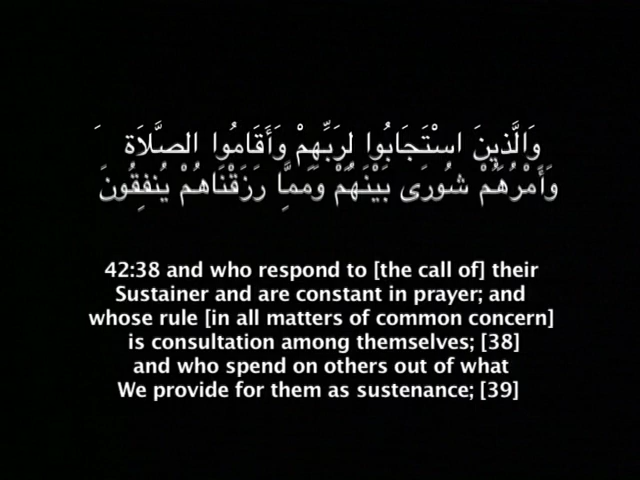 وَالَّذِينَ اسْتَجَابُوا لِرَبِّهِمْ وَأَقَامُوا الصَّلَاةَ
وَأَمْرُهُمْ شُورَى بَيْنَهُمْ وَمِمَّا رَزَقْنَاهُمْ يُنفِقُونَ
42:38 and who respond to [the call of] their
Sustainer and are constant in prayer; and
whose rule [in all matters of common concern]
is consultation among themselves; [38]
and who spend on others out of what
We provide for them as sustenance; [39]